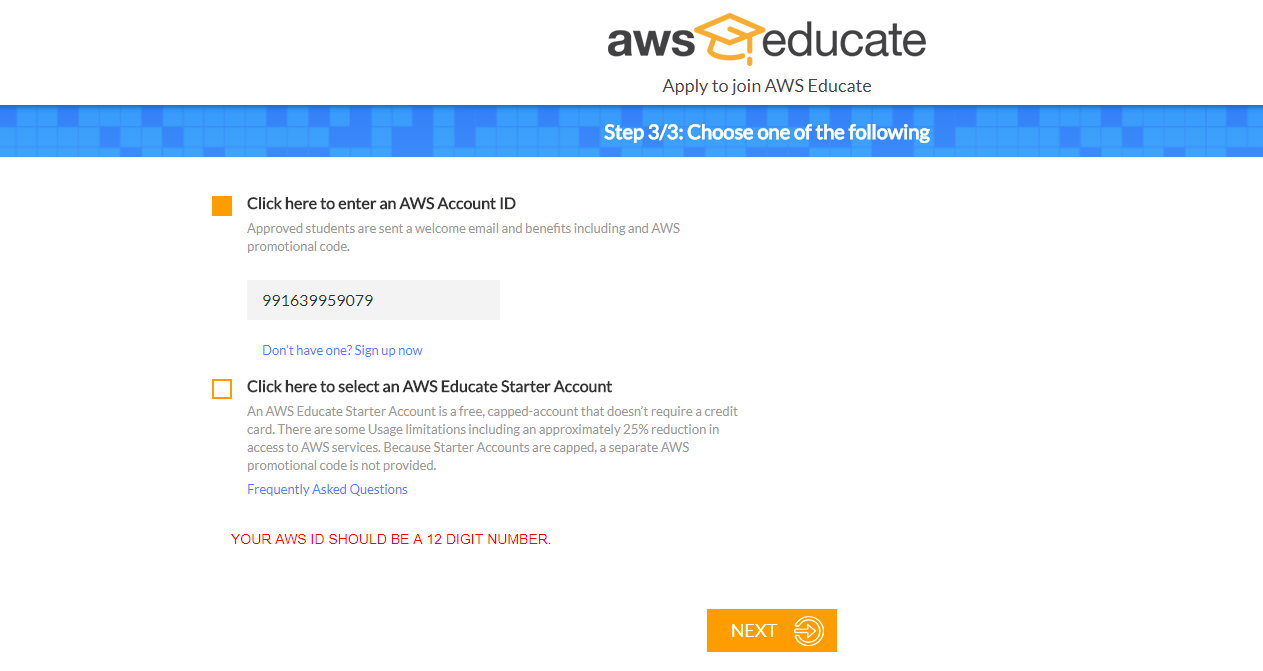 aws educate
Apply to join AWS Educate
Step 3/3: Choose one of the following
Click here to enter an AWS Account ID
Approved students are sent a welcome email and benefits including and AWS
promotional code.
991639959079
Don't have one? Sign up now
Click here to select an AWS Educate Starter Account
An AWS Educate Starter Account is a free, capped-account that doesn't require a credit
card. There are some Usage limitations including an approximately 25% reduction in
access to AWS services. Because Starter Accounts are capped, a separate AWS
promotional code is not provided.
Frequently Asked Questions
YOUR AWS ID SHOULD BE A 12 DIGIT NUMBER.
NEXT